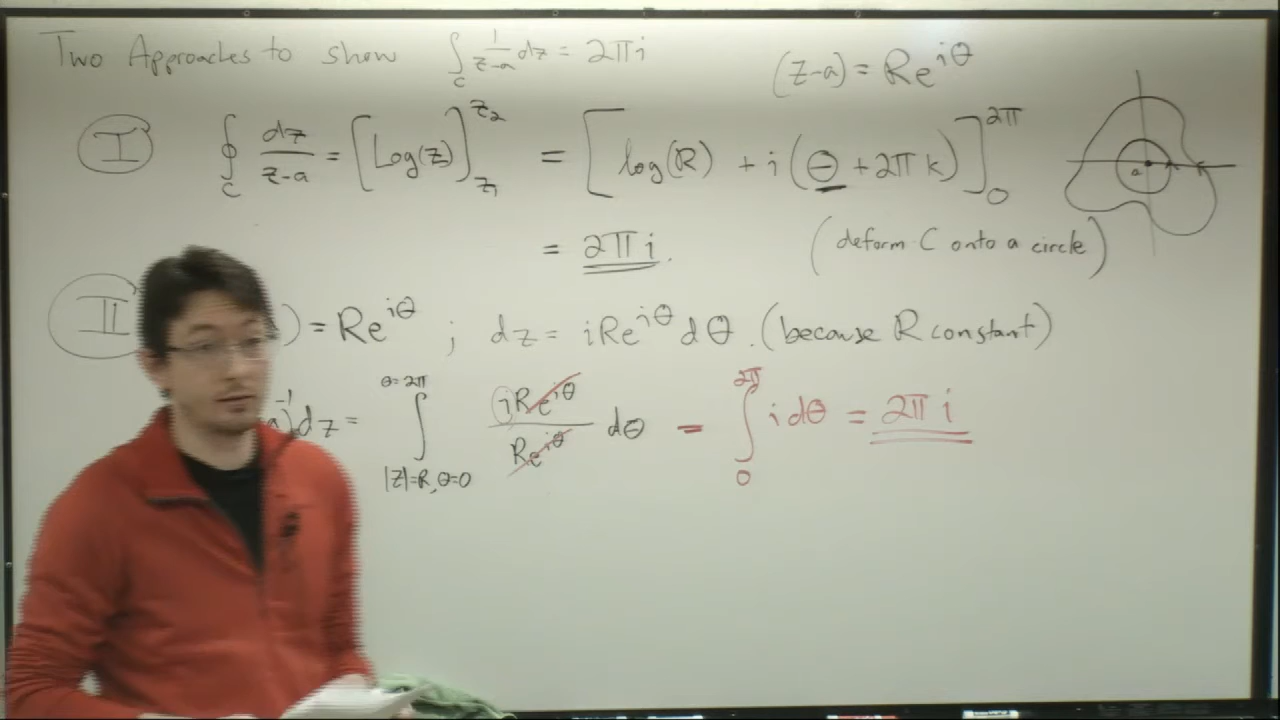 Two Approaches to show ∫_C 1/(z-a) dz = 2πi
(z-a) = Re^{iθ}
I ∮_C dz/(z-a) = [Log(z)]_{z_1}^{z_2} = [log(R) + i(θ + 2πk)]_0^{2π}
a
= 2πi.
(deform C onto a circle)
II ) = Re^{iθ} ; dz = iRe^{iθ}dθ. (because R constant)
a)^{-1}dz = ∫_{|z|=R, θ=0}^{θ=2π} iRe^{iθ}/Re^{iθ} dθ = ∫_0^{2π} i dθ = 2πi